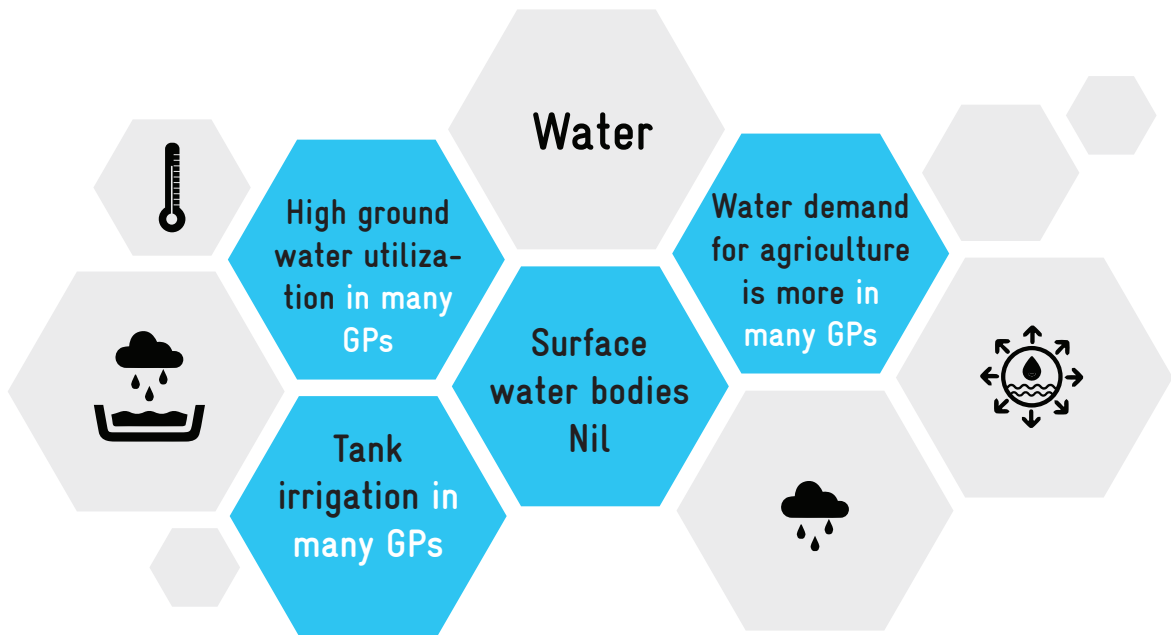 Water
High ground
water utiliza-
tion in many
GPs
Water demand
for agriculture
is more in
many GPs
Surface
water bodies
Nil
Tank
irrigation in
many GPs